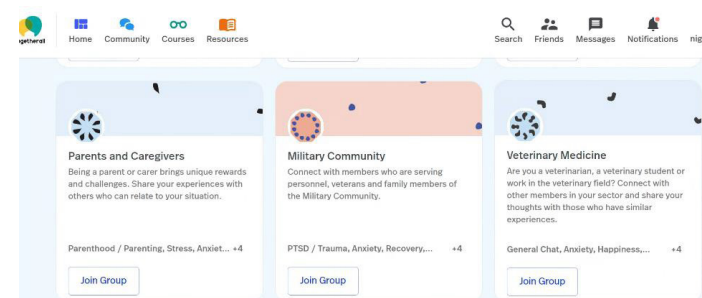 Home Community Courses Resources
Search Friends Messages Notifications
Parents and Caregivers
Being a parent or carer brings unique rewards
and challenges. Share your experiences with
others who can relate to your situation.
Parenthood / Parenting, Stress, Anxiet... +4
Join Group
Military Community
Connect with members who are serving
personnel, veterans and family members of
the Military Community.
PTSD / Trauma, Anxiety, Recovery,... +4
Join Group
Veterinary Medicine
Are you a veterinarian, a veterinary student or
work in the veterinary field? Connect with
other members in your sector and share your
thoughts with those who have similar
experiences.
General Chat, Anxiety, Happiness,... +4
Join Group